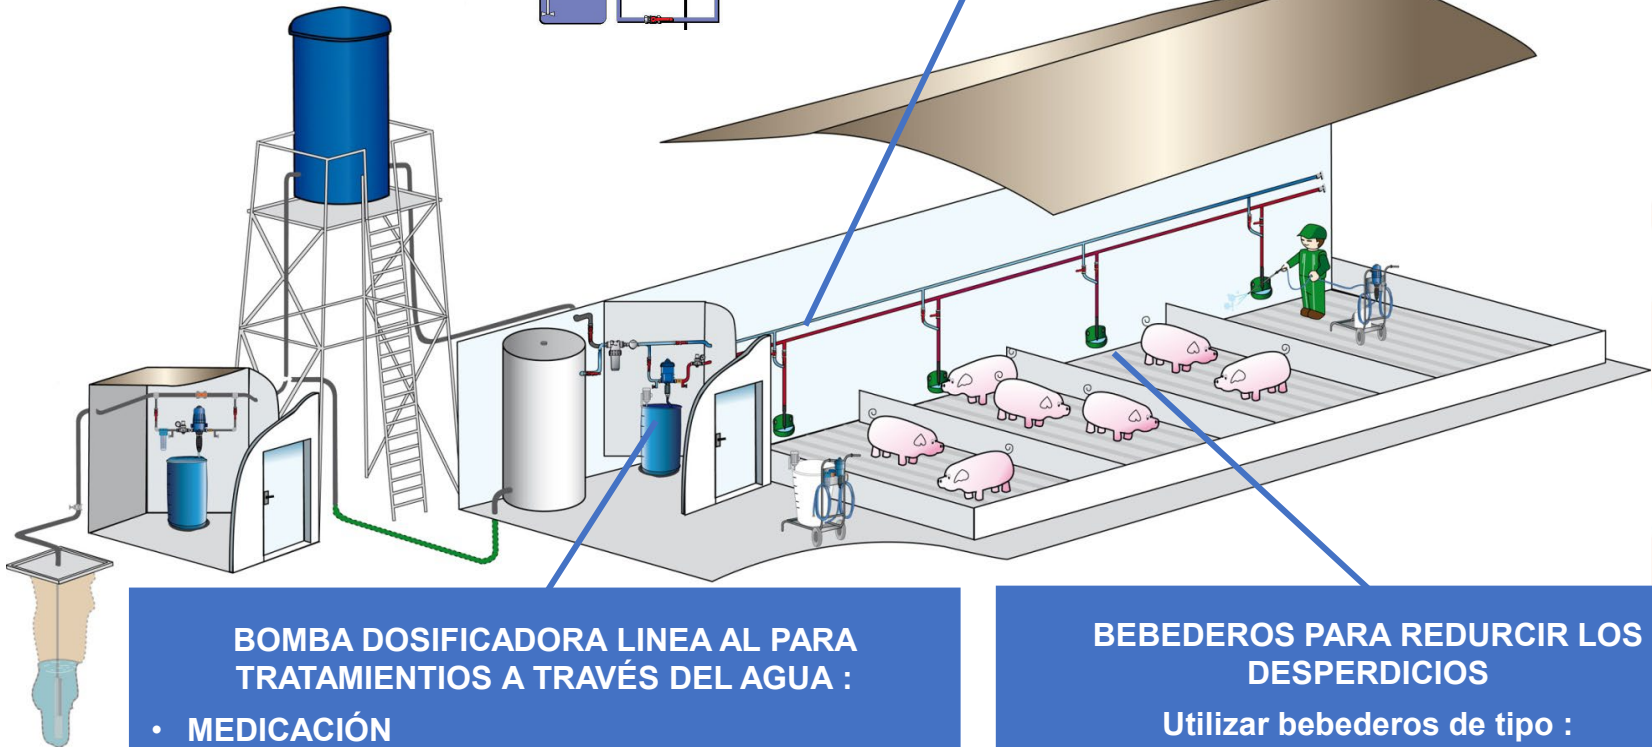 BOMBA DOSIFICADORA LINEA AL PARA
TRATAMIENTIOS A TRAVÉS DEL AGUA :
• MEDICACIÓN
BEBEDEROS PARA REDURCIR LOS
DESPERDICIOS
Utilizar bebederos de tipo :